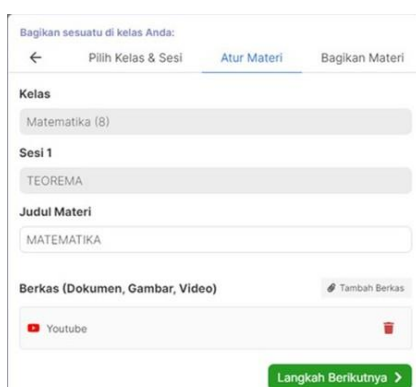 Bagikan sesuatu di kelas Anda:
Pilih Kelas & Sesi Atur Materi Bagikan Materi
Kelas
Matematika (8)
Sesi 1
TEOREMA
Judul Materi
MATEMATIKA
Berkas (Dokumen, Gambar, Video) Tambah Berkas
Youtube
Langkah Berikutnya